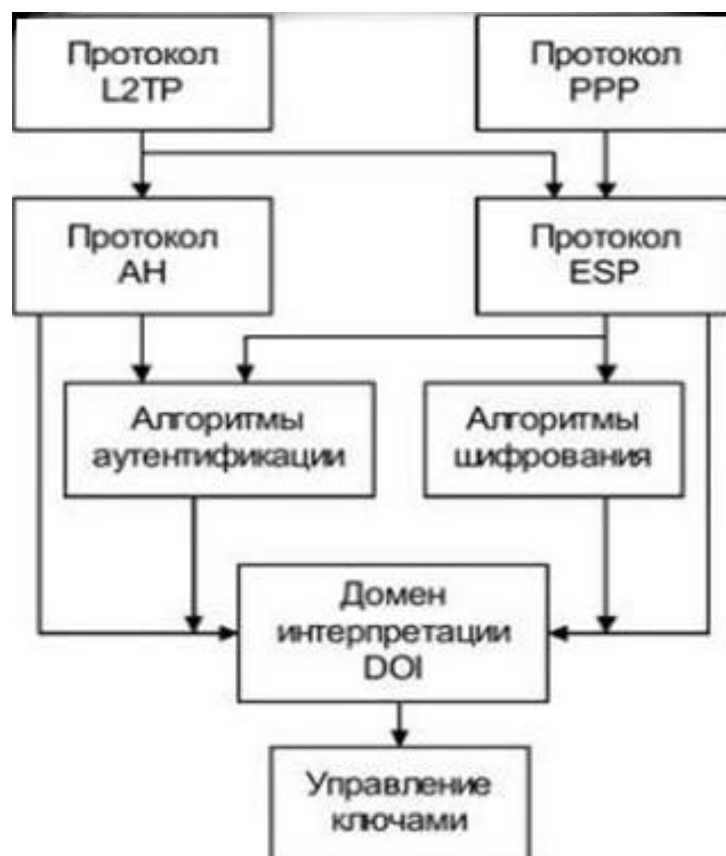 Протокол
L2TP
Протокол
PPP
Протокол
AH
Протокол
ESP
Алгоритмы
аутентификации
Алгоритмы
шифрования
Домен
интерпретации
DOI
Управление
ключами